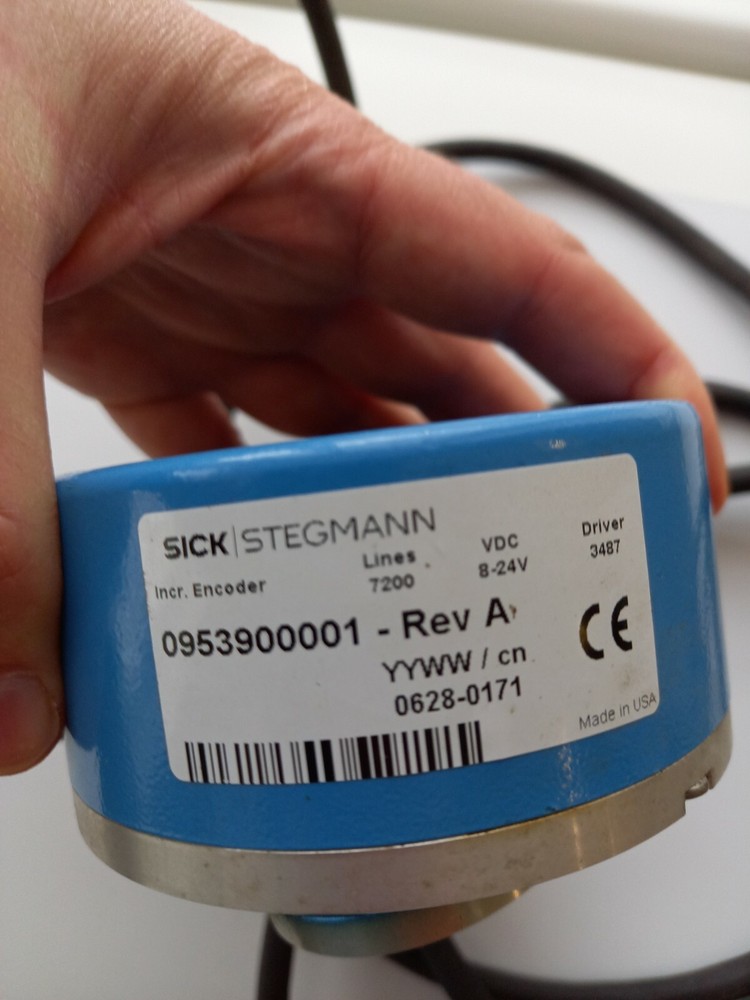 SICK|STEGMANN
Incr. Encoder Lines 7200 VDC 8-24V Driver 3487
0953900001 - Rev A
YYWW / cn
0628-0171
CE
Made in USA